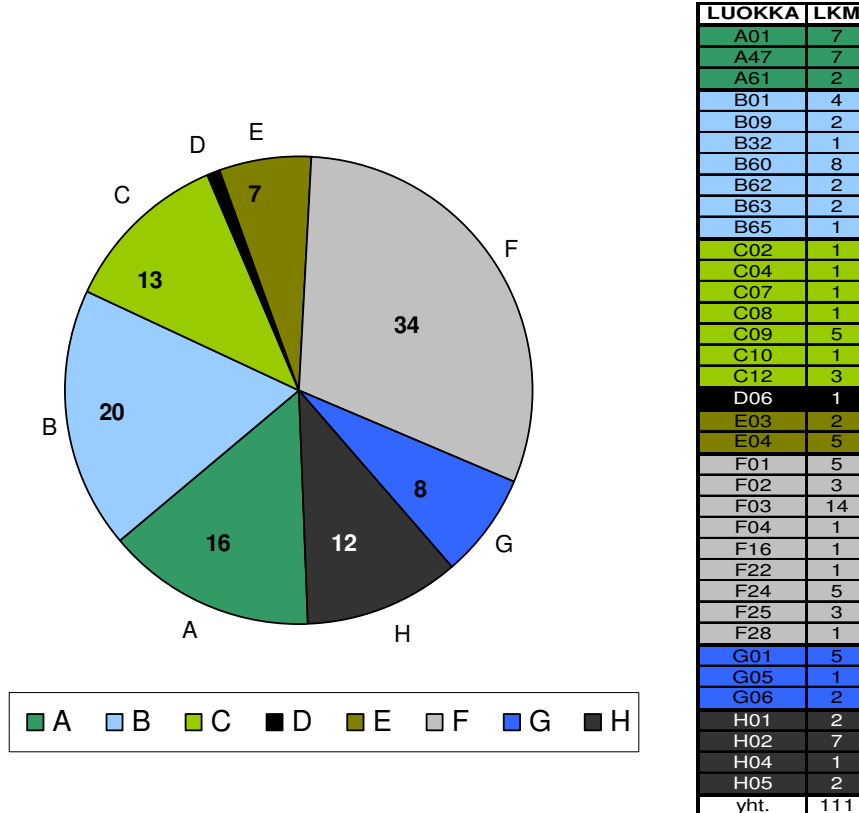 D
E
C
7
F
13
34
B
20
8
16
12
G
A
H
A B C D E F G H
LUOKKA LKM
A01 7
A47 7
A61 2
B01 4
B09 2
B32 1
B60 8
B62 2
B63 2
B65 1
C02 1
C04 1
C07 1
C08 1
C09 5
C10 1
C12 3
D06 1
E03 2
E04 5
F01 5
F02 3
F03 14
F04 1
F16 1
F22 1
F24 5
F25 3
F28 1
G01 5
G05 1
G06 2
H01 2
H02 7
H04 1
H05 2
yht. 111